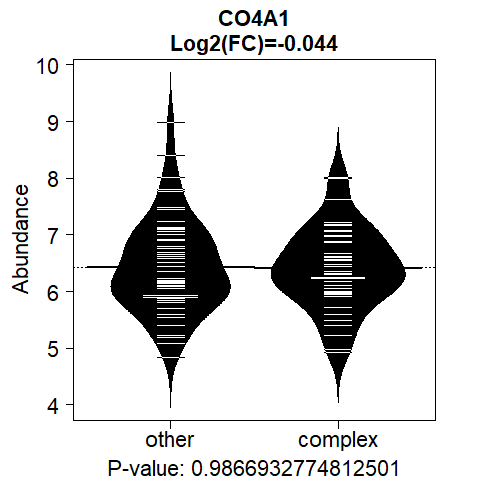 CO4A1
Log2(FC)=-0.044
Abundance
10
9
8
7
6
5
4
other complex
P-value: 0.9866932774812501